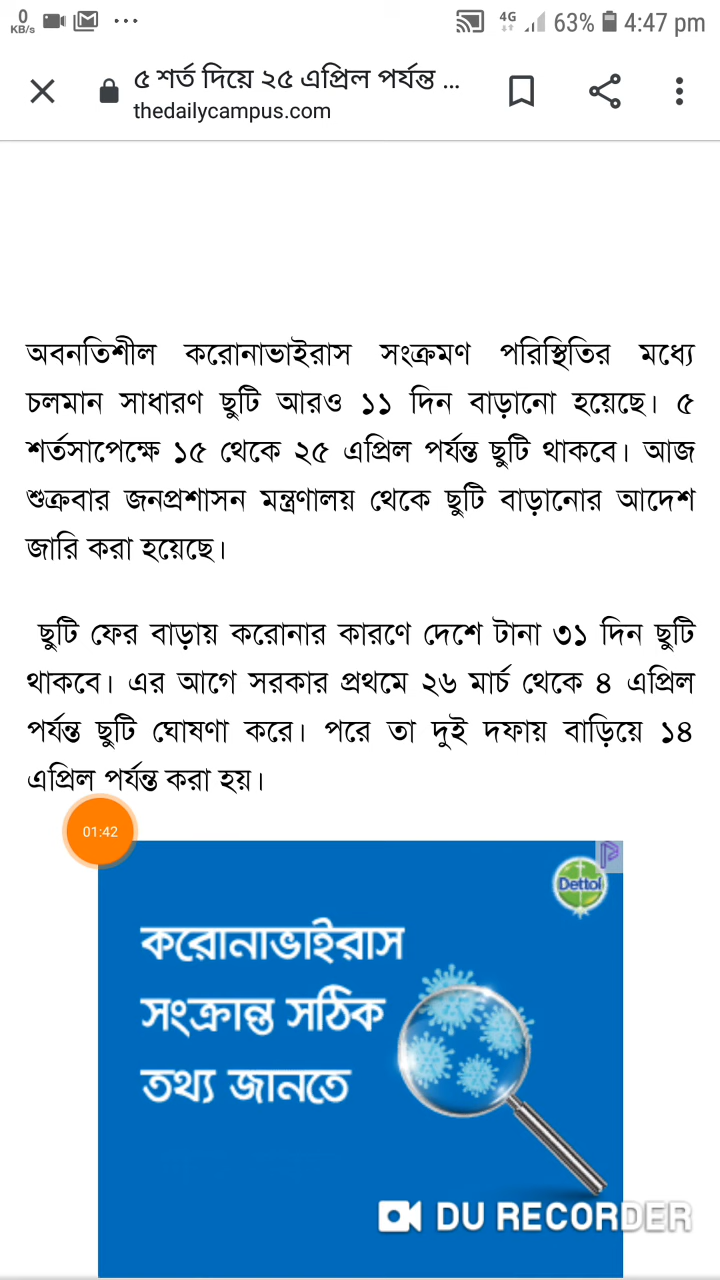 0 KB/s 4G 63% 4:47 pm
৫ শর্ত দিয়ে ২৫ এপ্রিল পর্যন্ত ...
thedailycampus.com
অবনতিশীল করোনাভাইরাস সংক্রমণ পরিস্থিতির মধ্যে
চলমান সাধারণ ছুটি আরও ১১ দিন বাড়ানো হয়েছে। ৫
শর্তসাপেক্ষে ১৫ থেকে ২৫ এপ্রিল পর্যন্ত ছুটি থাকবে। আজ
শুক্রবার জনপ্রশাসন মন্ত্রণালয় থেকে ছুটি বাড়ানোর আদেশ
জারি করা হয়েছে।
ছুটি ফের বাড়ায় করোনার কারণে দেশে টানা ৩১ দিন ছুটি
থাকবে। এর আগে সরকার প্রথমে ২৬ মার্চ থেকে ৪ এপ্রিল
পর্যন্ত ছুটি ঘোষণা করে। পরে তা দুই দফায় বাড়িয়ে ১৪
এপ্রিল পর্যন্ত করা হয়।
01:42
Dettol
করোনাভাইরাস
সংক্রান্ত সঠিক
তথ্য জানতে
DU RECORDER